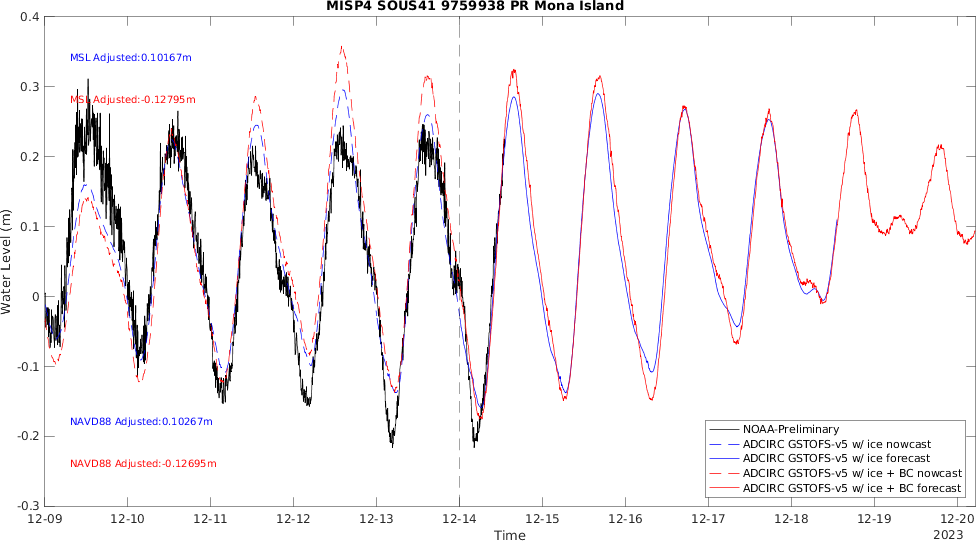 MISP4 SOUS41 9759938 PR Mona Island
0.4
0.3
0.2
0.1
0
-0.1
-0.2
-0.3
Water Level (m)
MSL Adjusted:0.10167m
MSL Adjusted:-0.12795m
NAVD88 Adjusted:0.10267m
NAVD88 Adjusted:-0.12695m
NOAA-Preliminary
ADCIRC GSTOFS-v5 w/ ice nowcast
ADCIRC GSTOFS-v5 w/ ice forecast
ADCIRC GSTOFS-v5 w/ ice + BC nowcast
ADCIRC GSTOFS-v5 w/ ice + BC forecast
12-09 12-10 12-11 12-12 12-13 12-14 12-15 12-16 12-17 12-18 12-19 12-20
Time
2023